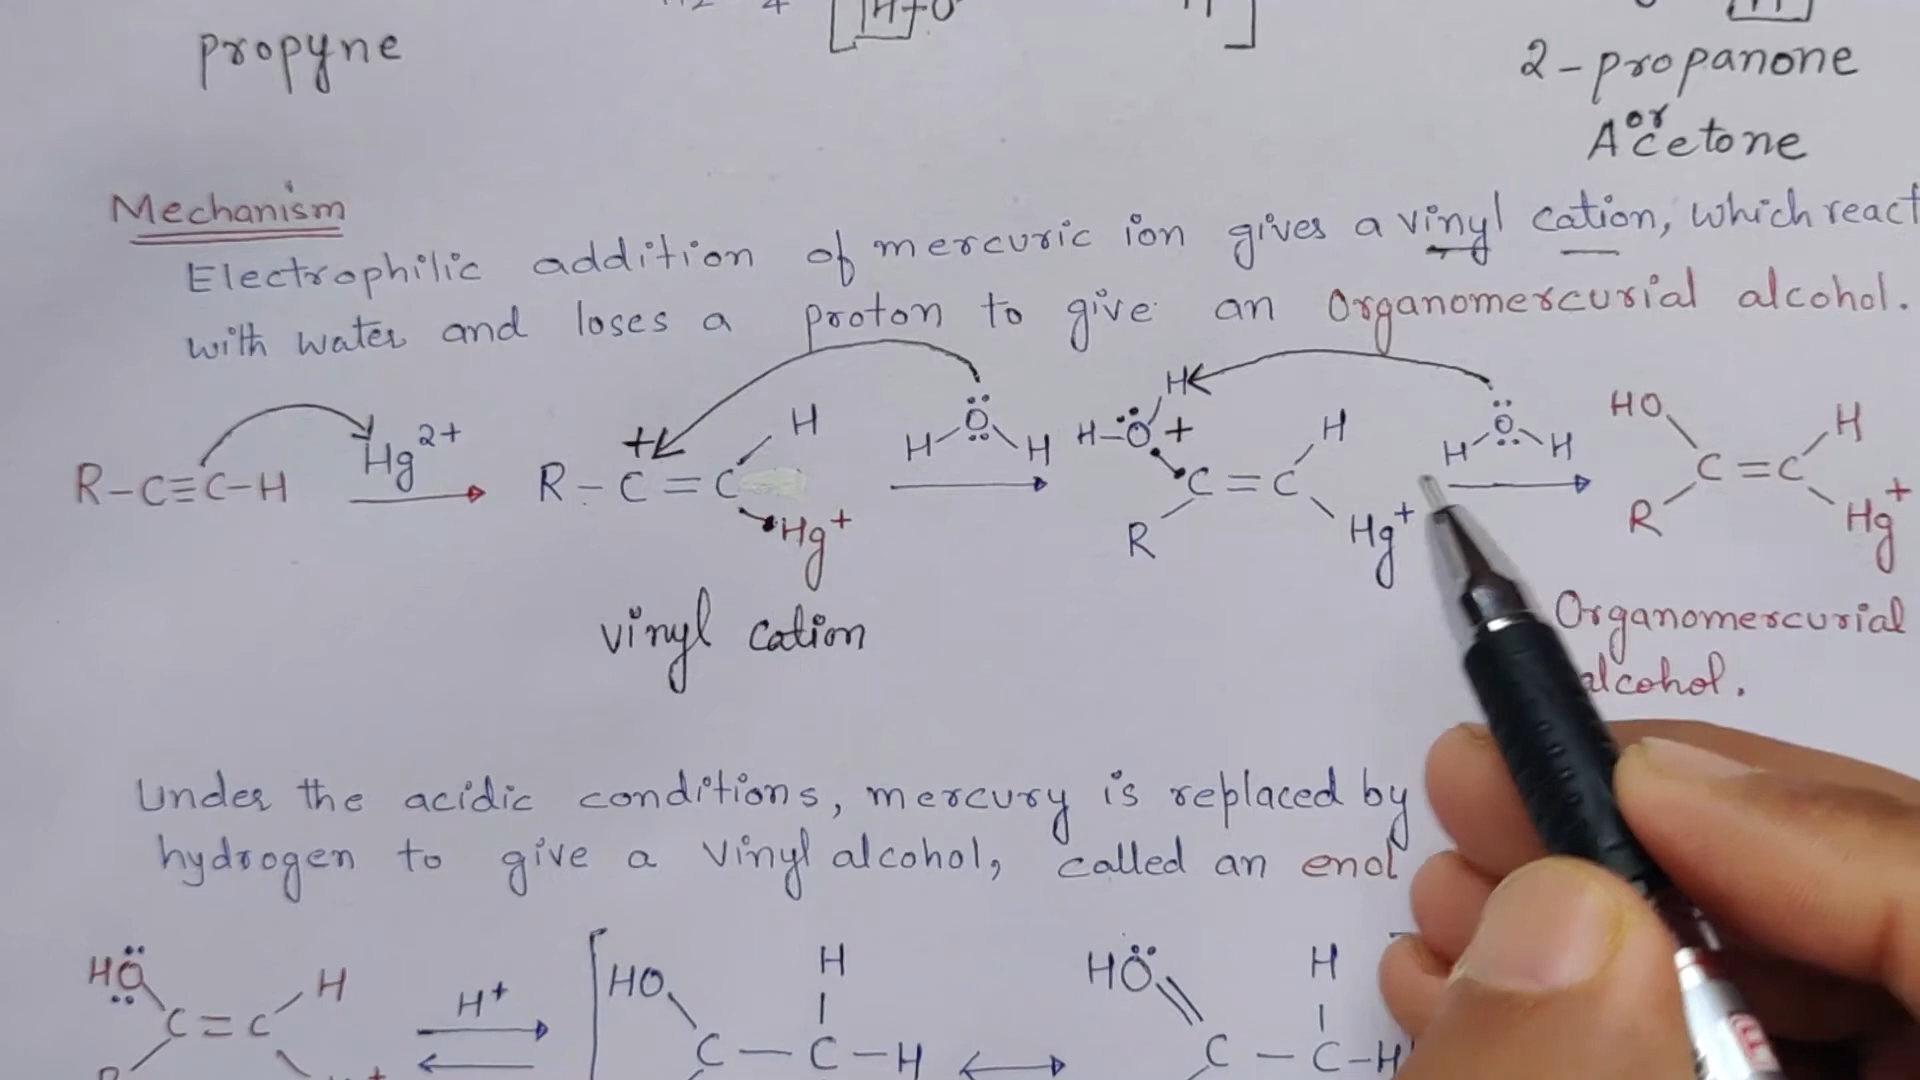 propyne
2-propanone
or
Acetone
Mechanism
Electrophilic addition of mercuric ion gives a vinyl cation, which react
with water and loses a proton to give an Organomercurial alcohol.
R-C≡C-H Hg2+ R-C+=C H Hg+ H-Ö-H H-Ö+ H C=C R H Hg+ H-Ö-H HO C=C R H Hg+
vinyl cation
Organomercurial
alcohol.
Under the acidic conditions, mercury is replaced by
hydrogen to give a vinyl alcohol, called an enol
HÖ C=C H H+ HO C-C-H H HÖ C-C-H H